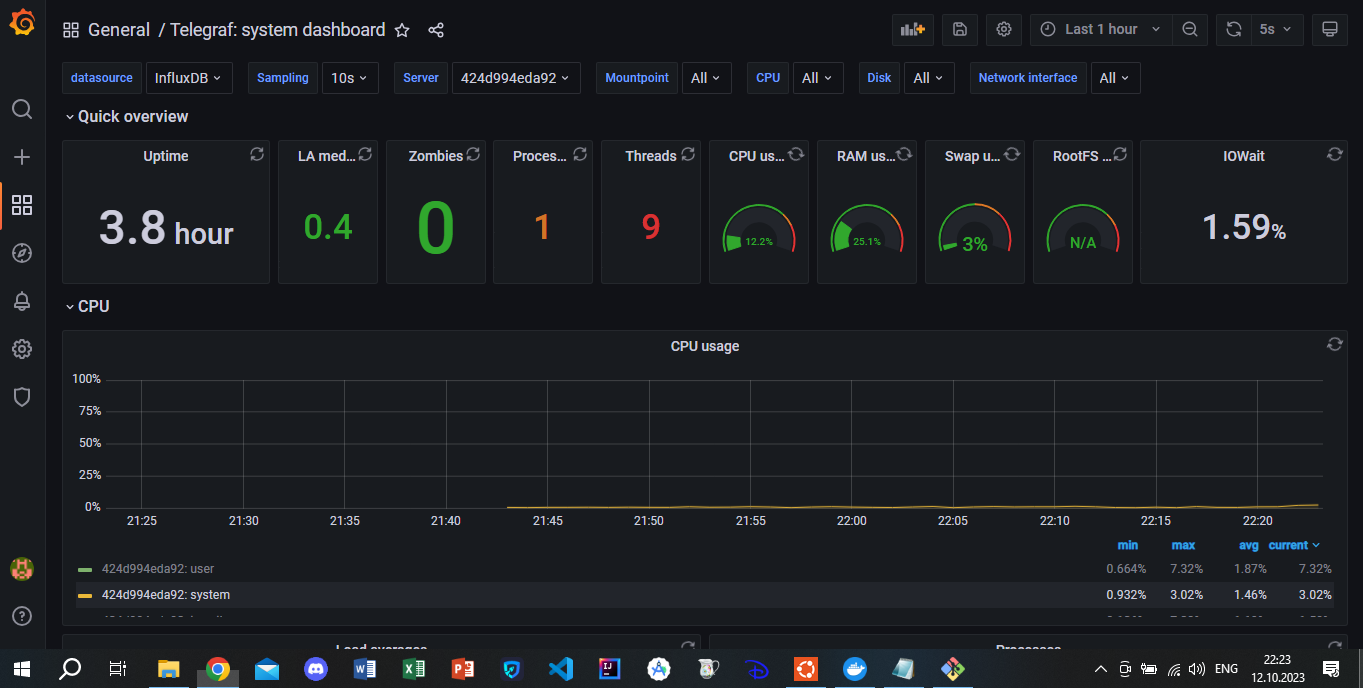 General / Telegraf: system dashboard
Last 1 hour
5s
datasource InfluxDB Sampling 10s Server 424d994eda92 Mountpoint All CPU All Disk All Network interface All
Quick overview
Uptime LA med... Zombies Proces... Threads CPU us... RAM us... Swap u... RootFS ... IOWait
3.8 hour 0.4 0 1 9 12.2% 25.1% 3% N/A 1.59%
CPU
CPU usage
100%
75%
50%
25%
0%
21:25 21:30 21:35 21:40 21:45 21:50 21:55 22:00 22:05 22:10 22:15 22:20
min max avg current
424d994eda92: user 0.664% 7.32% 1.87% 7.32%
424d994eda92: system 0.932% 3.02% 1.46% 3.02%
Load averages Processes
ENG
22:23
12.10.2023